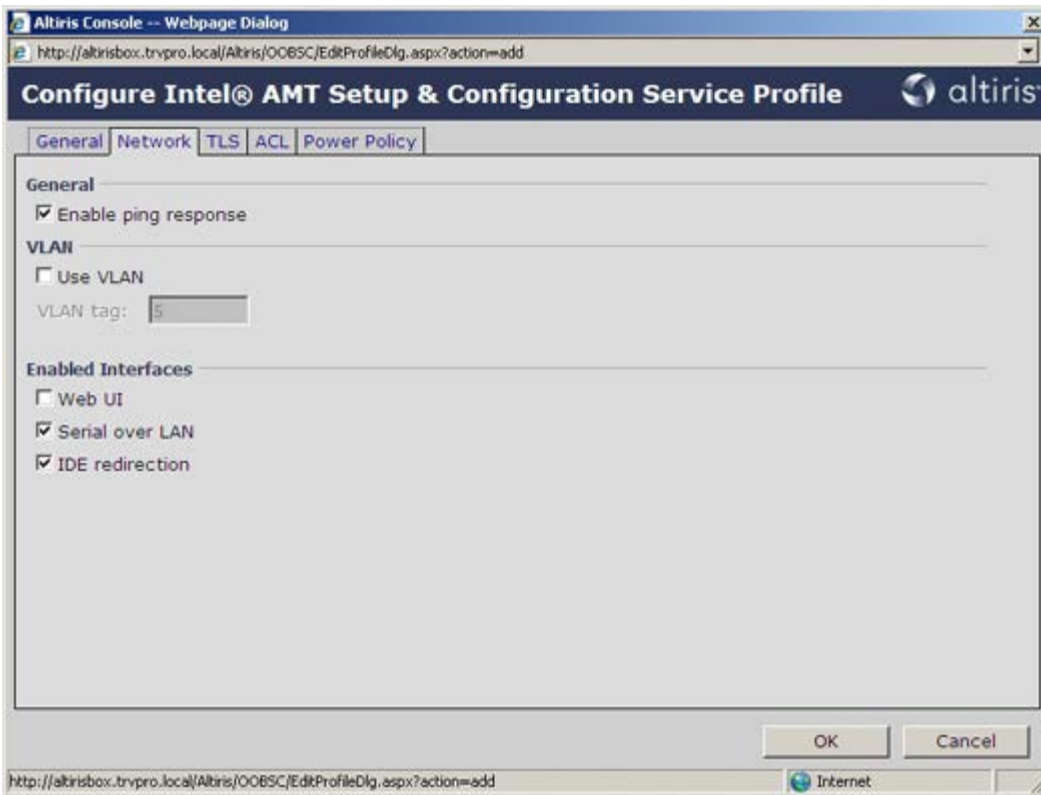 Altiris Console -- Webpage Dialog
http://altirisbox.trvpro.local/Altiris/OOBSC/EditProfileDlg.aspx?action=add
Configure Intel® AMT Setup & Configuration Service Profile altiris
General Network TLS ACL Power Policy
General
Enable ping response
VLAN
Use VLAN
VLAN tag: 5
Enabled Interfaces
Web UI
Serial over LAN
IDE redirection
OK Cancel
http://altirisbox.trvpro.local/Altiris/OOBSC/EditProfileDlg.aspx?action=add Internet